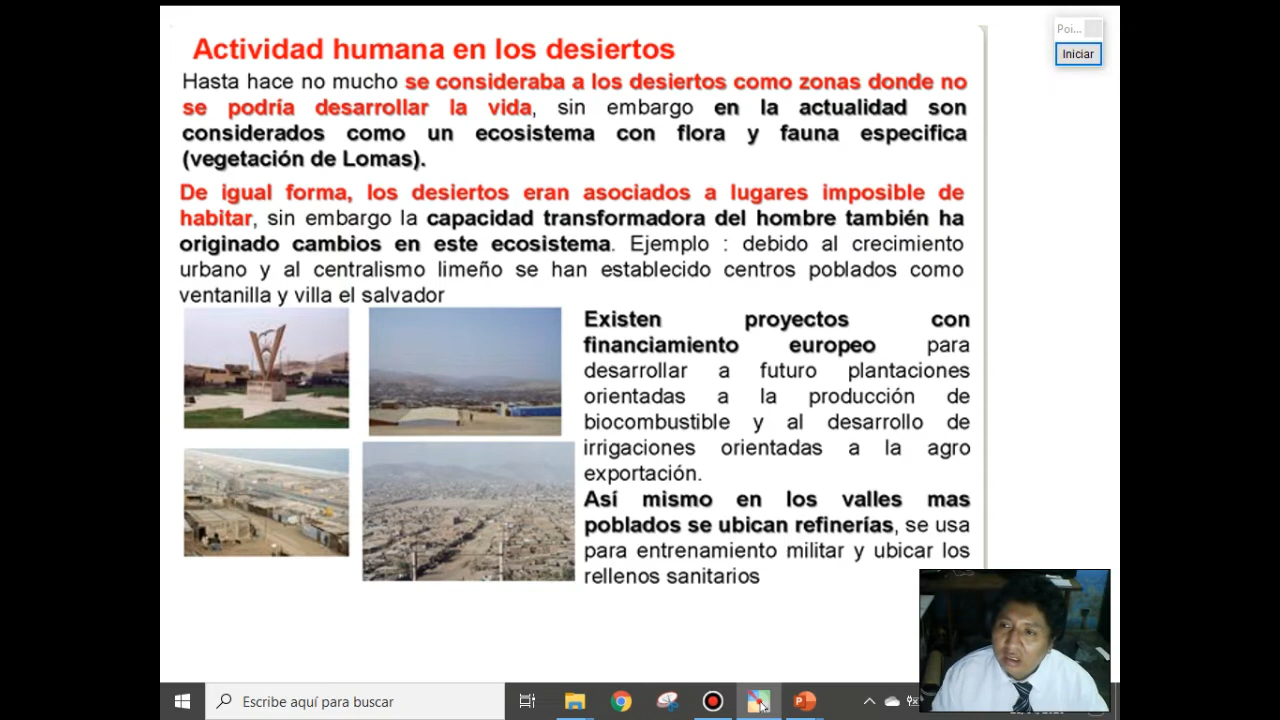 Actividad humana en los desiertos
Hasta hace no mucho se consideraba a los desiertos como zonas donde no
se podría desarrollar la vida, sin embargo en la actualidad son
considerados como un ecosistema con flora y fauna especifica
(vegetación de Lomas).
De igual forma, los desiertos eran asociados a lugares imposible de
habitar, sin embargo la capacidad transformadora del hombre también ha
originado cambios en este ecosistema. Ejemplo : debido al crecimiento
urbano y al centralismo limeño se han establecido centros poblados como
ventanilla y villa el salvador
Existen proyectos con
financiamiento europeo para
desarrollar a futuro plantaciones
orientadas a la producción de
biocombustible y al desarrollo de
irrigaciones orientadas a la agro
exportación.
Así mismo en los valles mas
poblados se ubican refinerías, se usa
para entrenamiento militar y ubicar los
rellenos sanitarios
Poi...
Iniciar
Escribe aquí para buscar